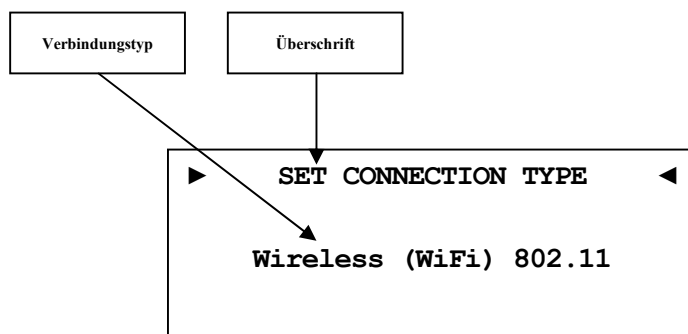 Verbindungstyp
Überschrift
► SET CONNECTION TYPE ◄
Wireless (WiFi) 802.11